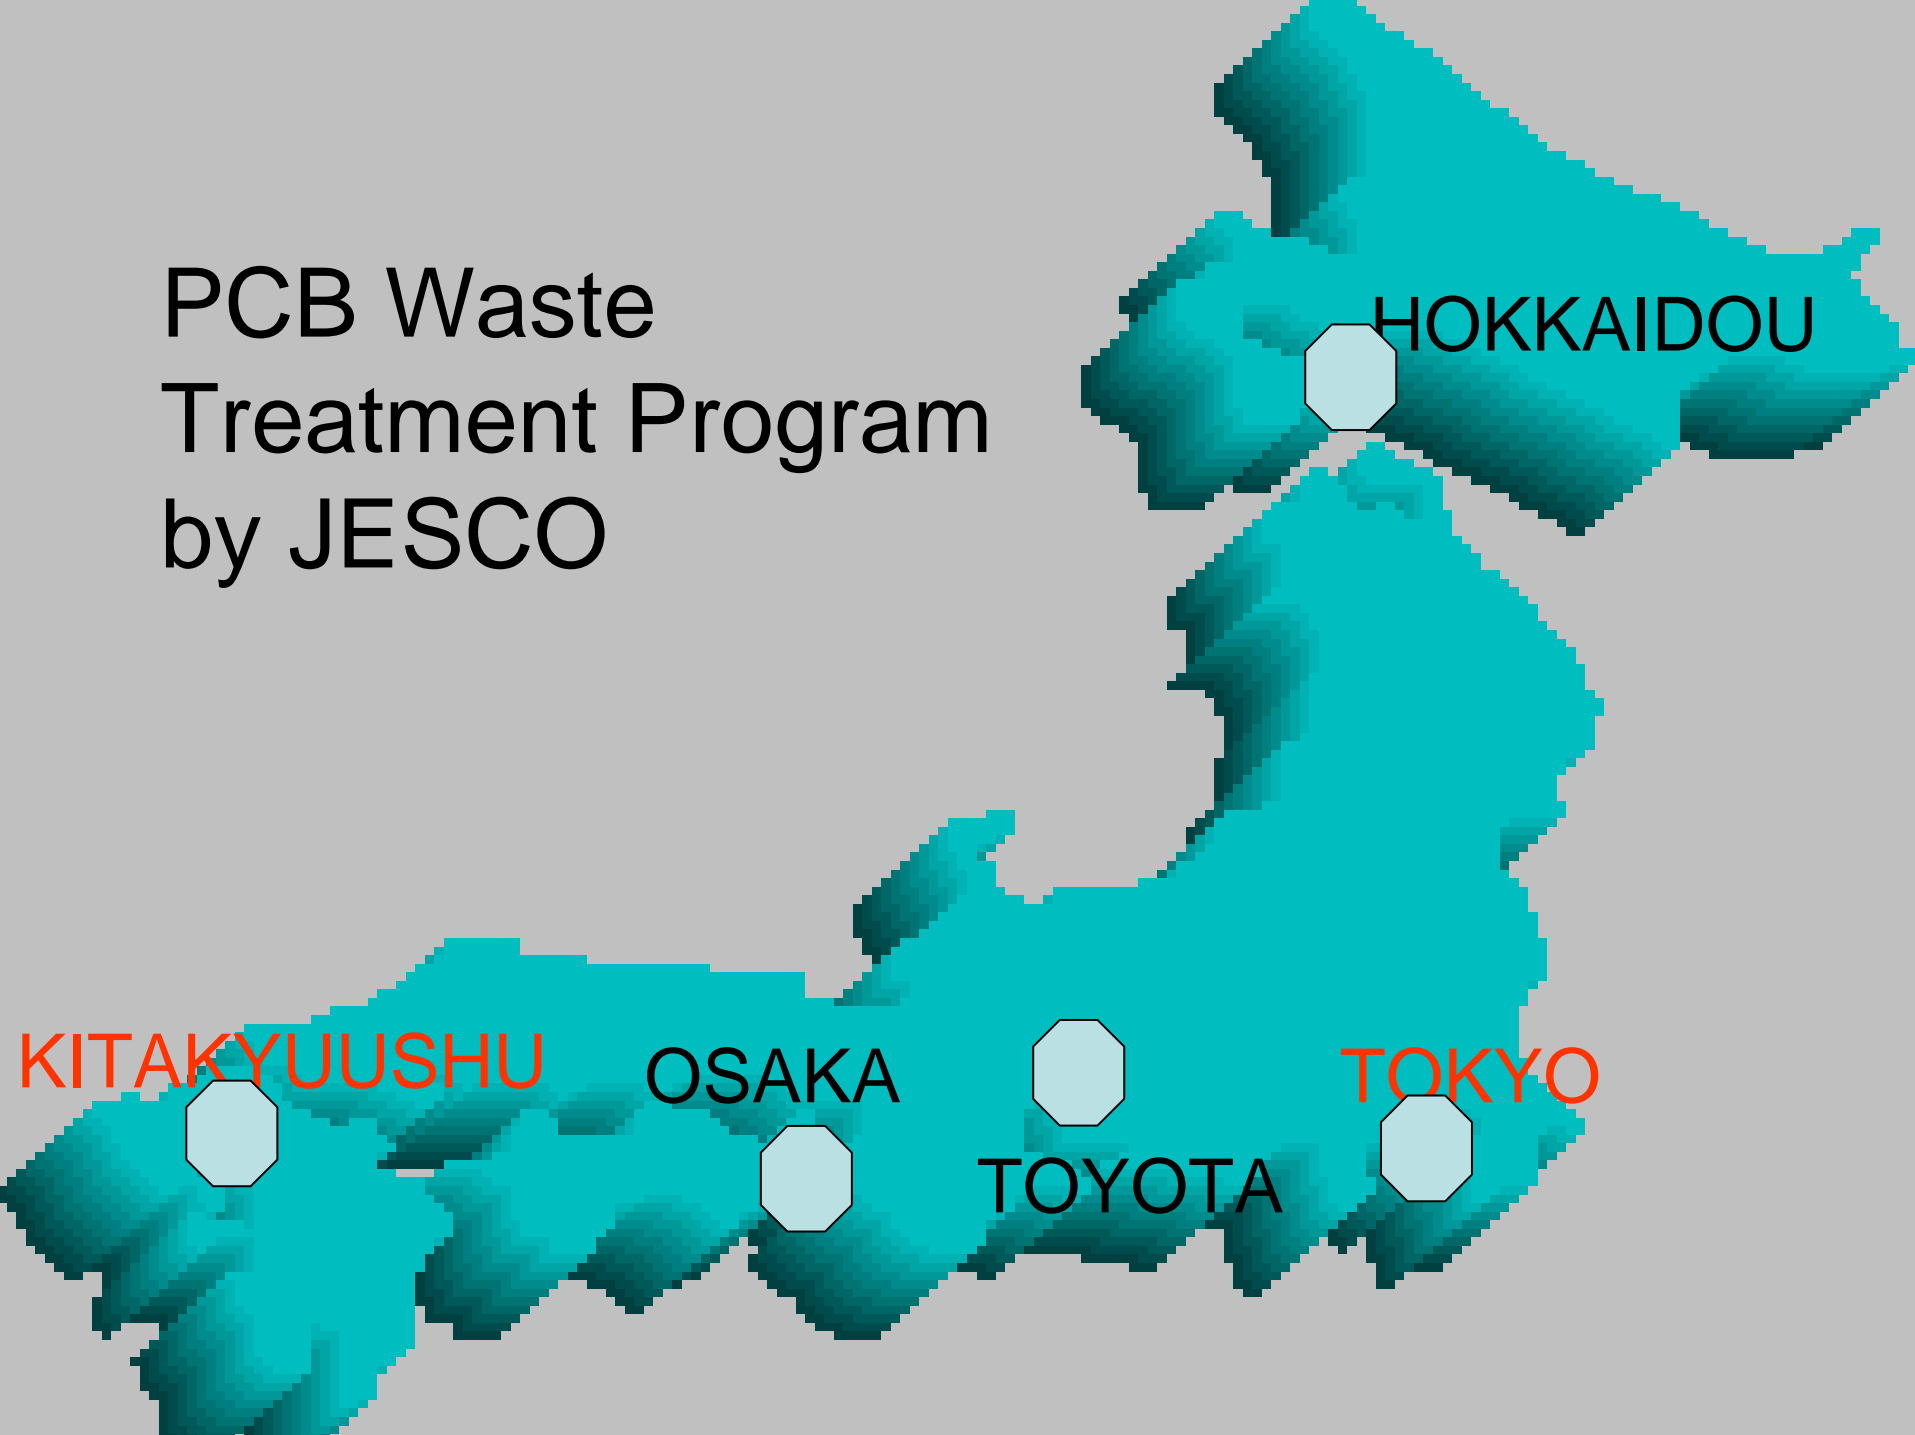 PCB Waste
Treatment Program
by JESCO
HOKKAIDOU
KITAKYUUSHU
OSAKA
TOKYO
TOYOTA